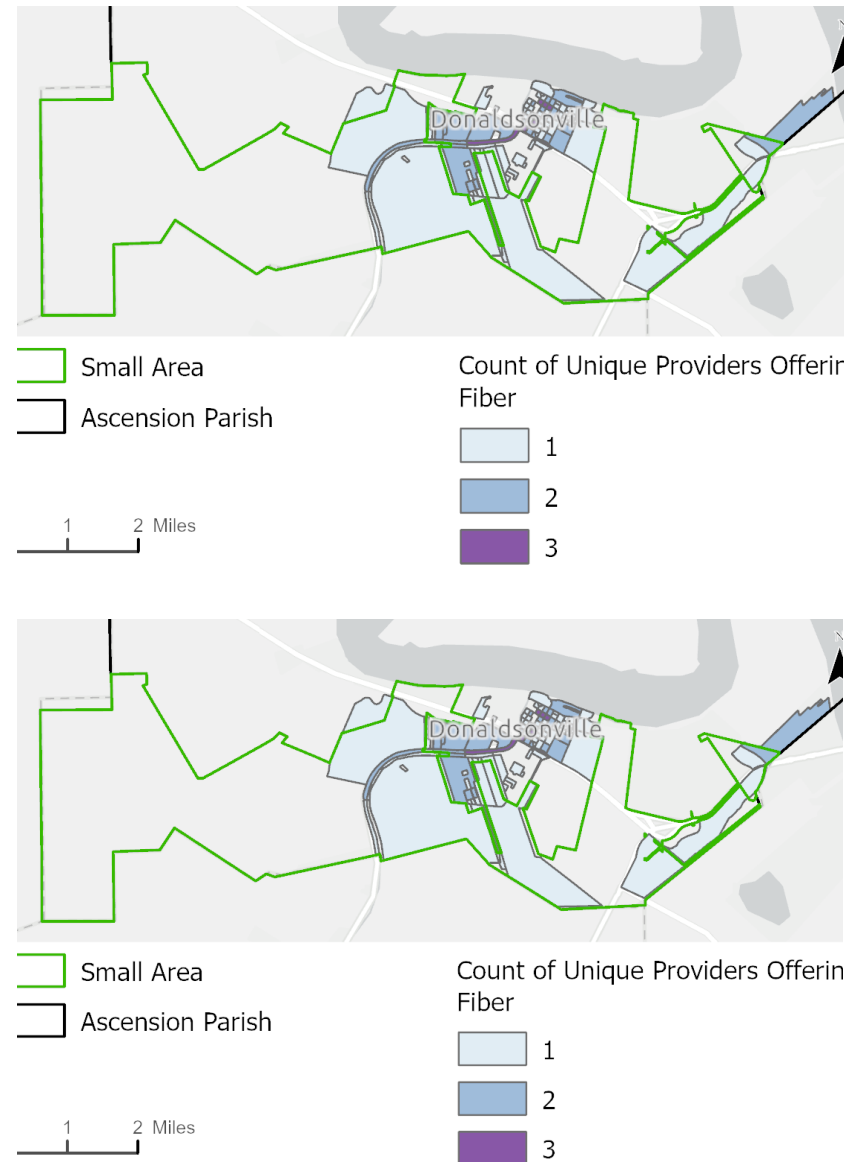 N
Donaldsonville
Small Area
Count of Unique Providers Offerin
Fiber
Ascension Parish
1
2
3
1 2 Miles
N
Donaldsonville
Small Area
Count of Unique Providers Offerin
Fiber
Ascension Parish
1
2
3
1 2 Miles